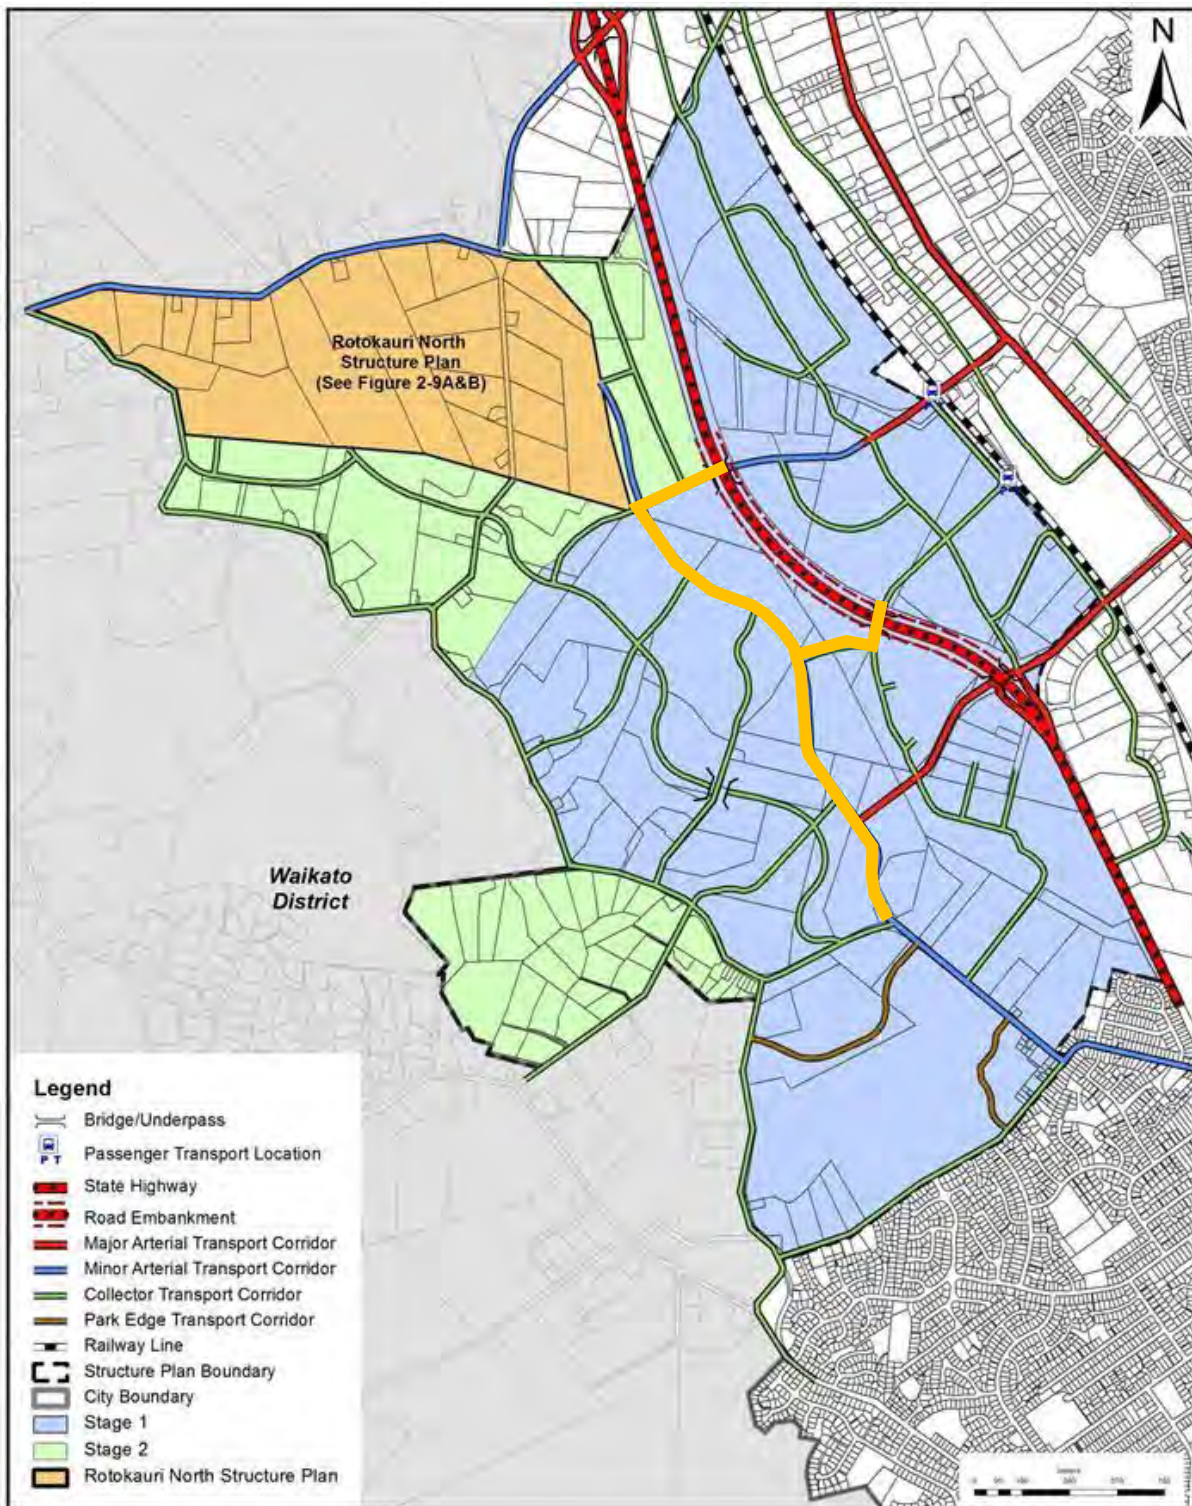 N
Rotokauri North
Structure Plan
(See Figure 2-9A&B)
Waikato
District
Legend
Bridge/Underpass
P T
Passenger Transport Location
State Highway
Road Embankment
Major Arterial Transport Corridor
Minor Arterial Transport Corridor
Collector Transport Corridor
Park Edge Transport Corridor
Railway Line
Structure Plan Boundary
City Boundary
Stage 1
Stage 2
Rotokauri North Structure Plan